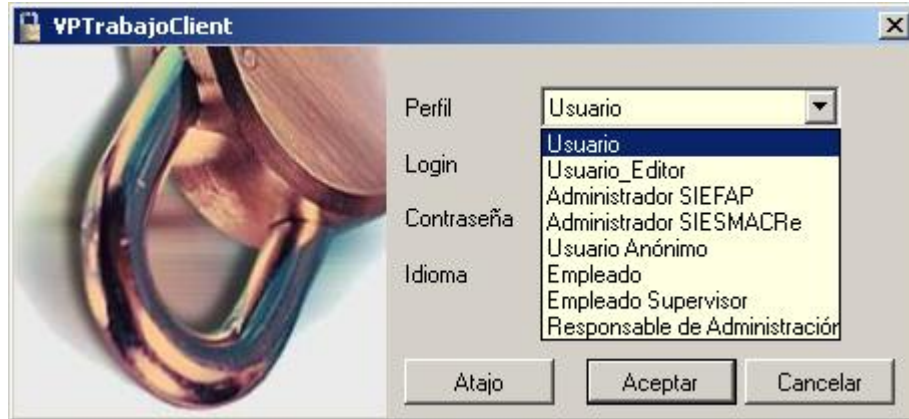 VPTrabajoClient
Perfil
Usuario
Usuario
Usuario_Editor
Login
Administrador SIEFAP
Administrador SIESMACRe
Contraseña
Usuario Anónimo
Idioma
Empleado
Empleado Supervisor
Responsable de Administración
Atajo
Aceptar
Cancelar